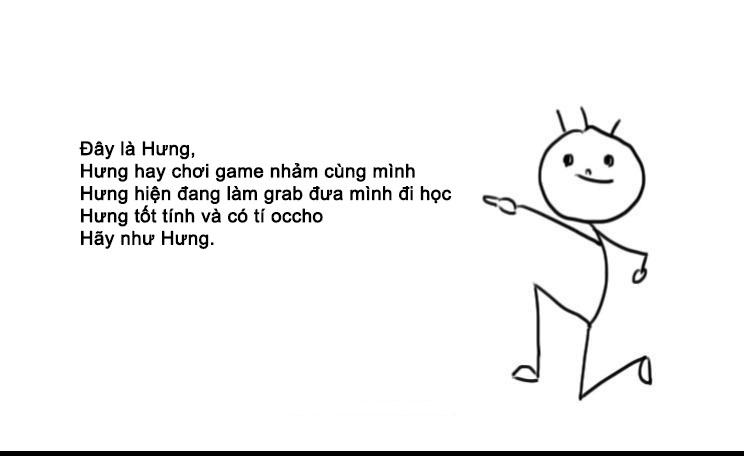 Đây là Hưng,
Hưng hay chơi game nhảm cùng mình
Hưng hiện đang làm grab đưa mình đi học
Hưng tốt tính và có tí occho
Hãy như Hưng.